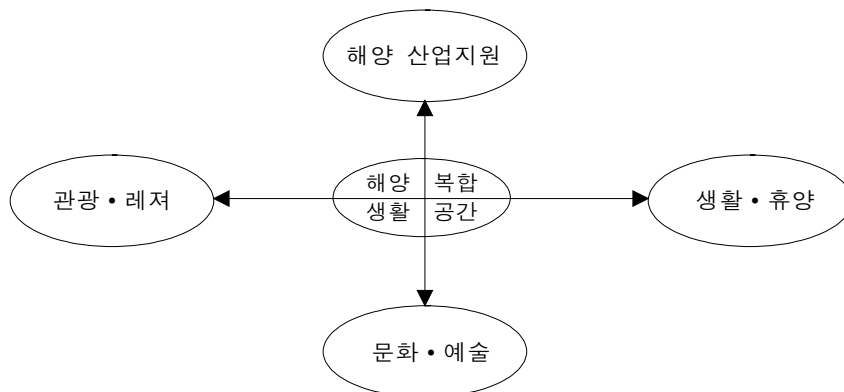 해양 산업지원
관광•레져
해양 복합
생활 공간
생활•휴양
문화•예술